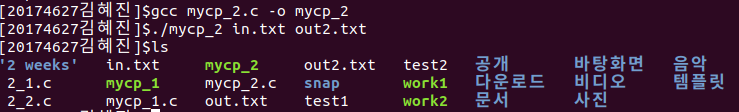 [20174627김혜진]$gcc mycp_2.c -o mycp_2
[20174627김혜진]$./mycp_2 in.txt out2.txt
[20174627김혜진]$ls
'2 weeks' in.txt mycp_2 out2.txt test2 공개 바탕화면 음악
2_1.c mycp_1 mycp_2.c snap work1 다운로드 비디오 템플릿
2_2.c mycp_1.c out.txt test1 work2 문서 사진